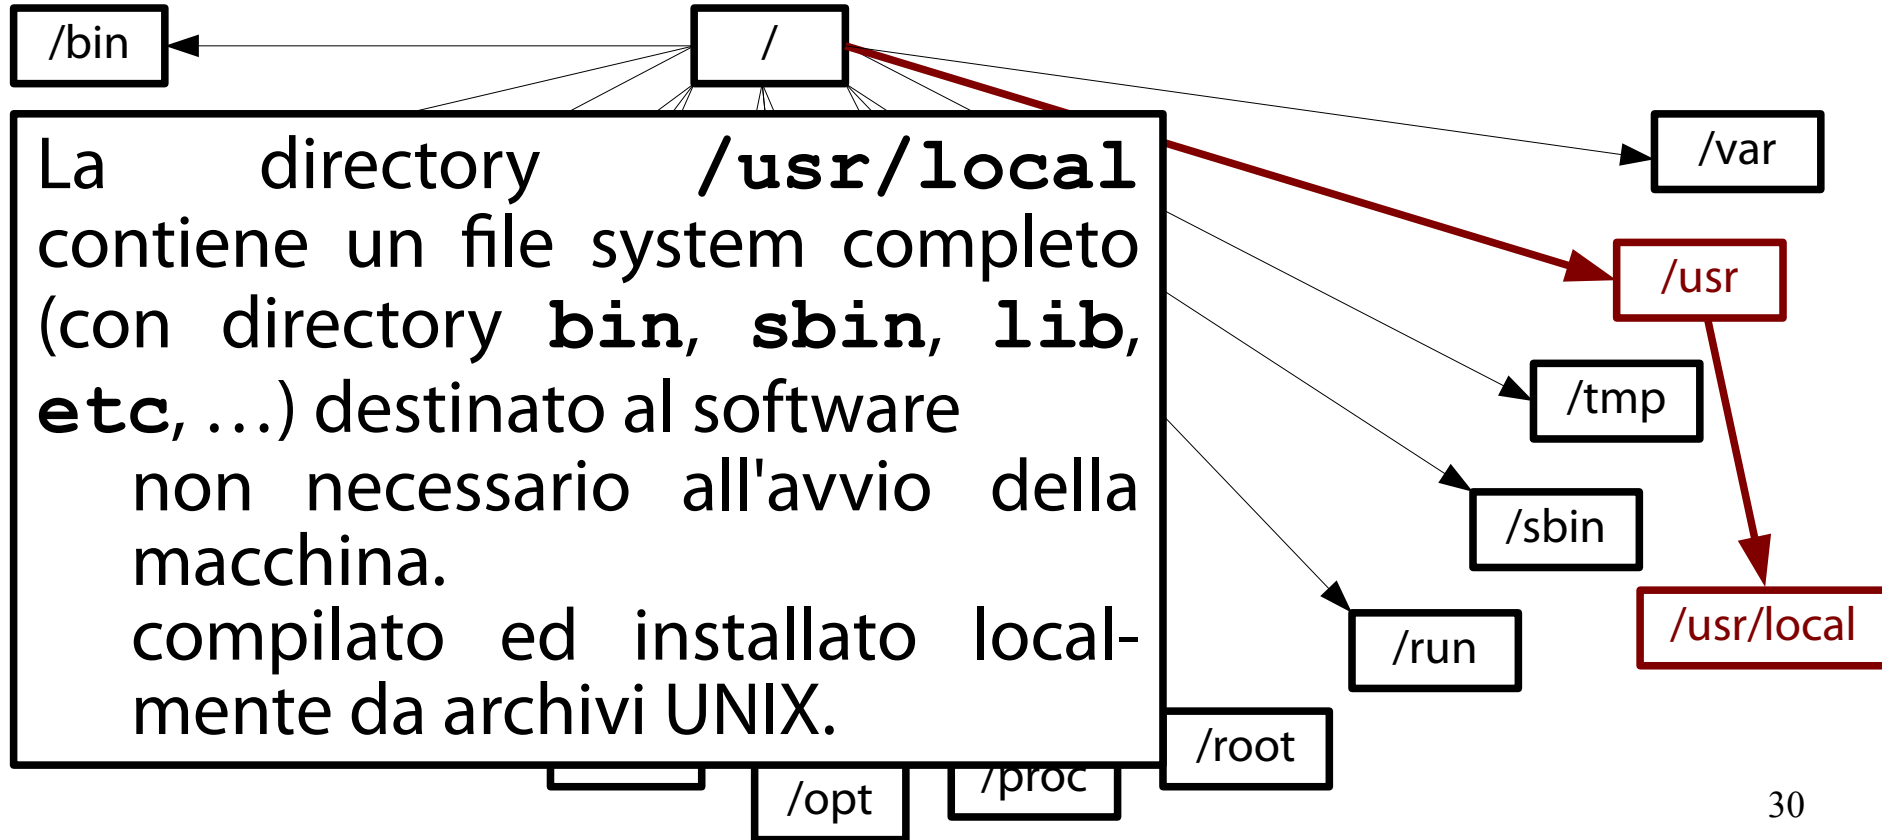 /bin
/
/var
La directory /usr/local
contiene un file system completo
(con directory bin, sbin, lib,
etc, …) destinato al software
non necessario all'avvio della
macchina.
compilato ed installato local-
mente da archivi UNIX.
/usr
/tmp
/sbin
/usr/local
/run
/root
/proc
/opt
30